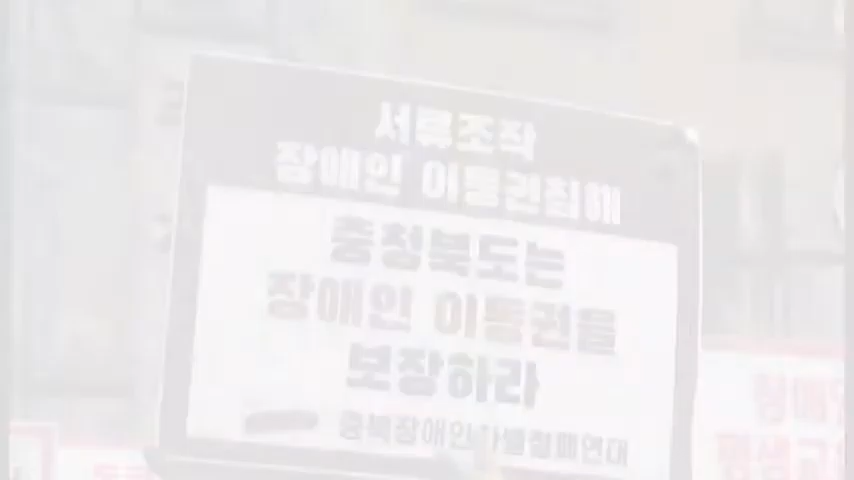 서류조작
장애인 이동권침해
충청북도는
장애인 이동권을
보장하라
충북장애인차별철폐연대